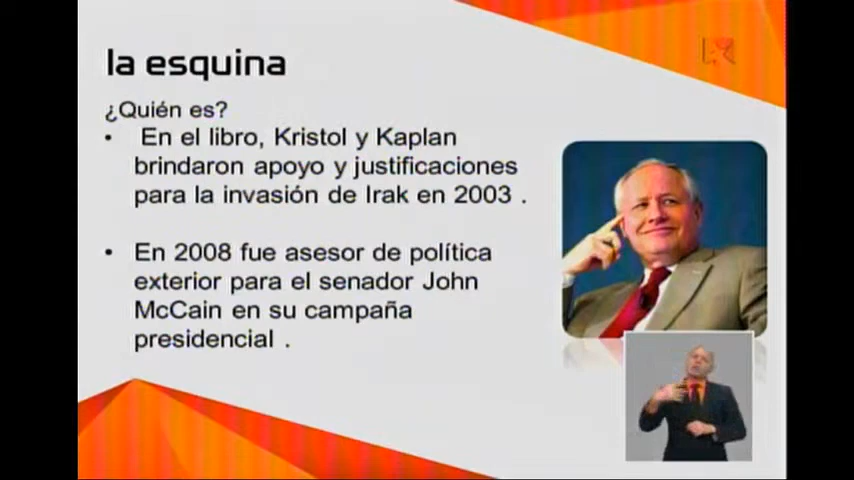 la esquina
¿Quién es?
• En el libro, Kristol y Kaplan
brindaron apoyo y justificaciones
para la invasión de Irak en 2003 .
• En 2008 fue asesor de política
exterior para el senador John
McCain en su campaña
presidencial .